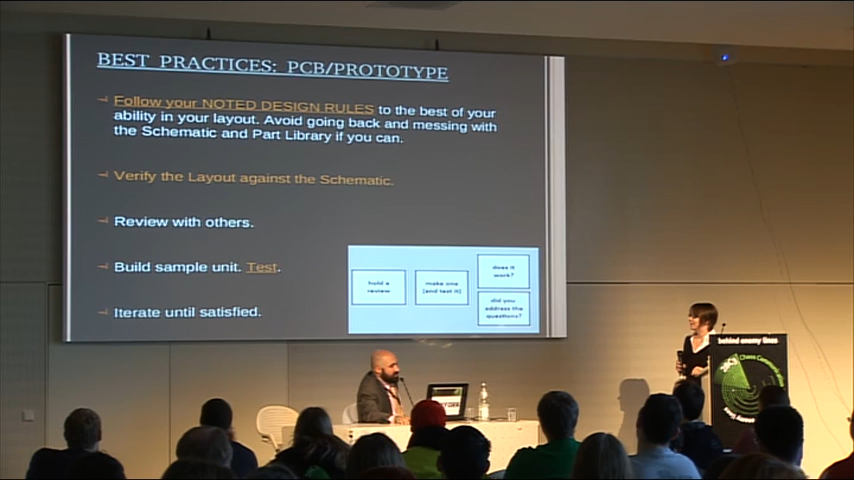 BEST PRACTICES: PCB/PROTOTYPE
Follow your NOTED DESIGN RULES to the best of your
ability in your layout. Avoid going back and messing with
the Schematic and Part Library if you can.
Verify the Layout against the Schematic.
Review with others.
Build sample unit. Test.
Iterate until satisfied.
hold a
review
make one
(and test it)
does it
work?
did you
address the
questions?
behind enemy lines